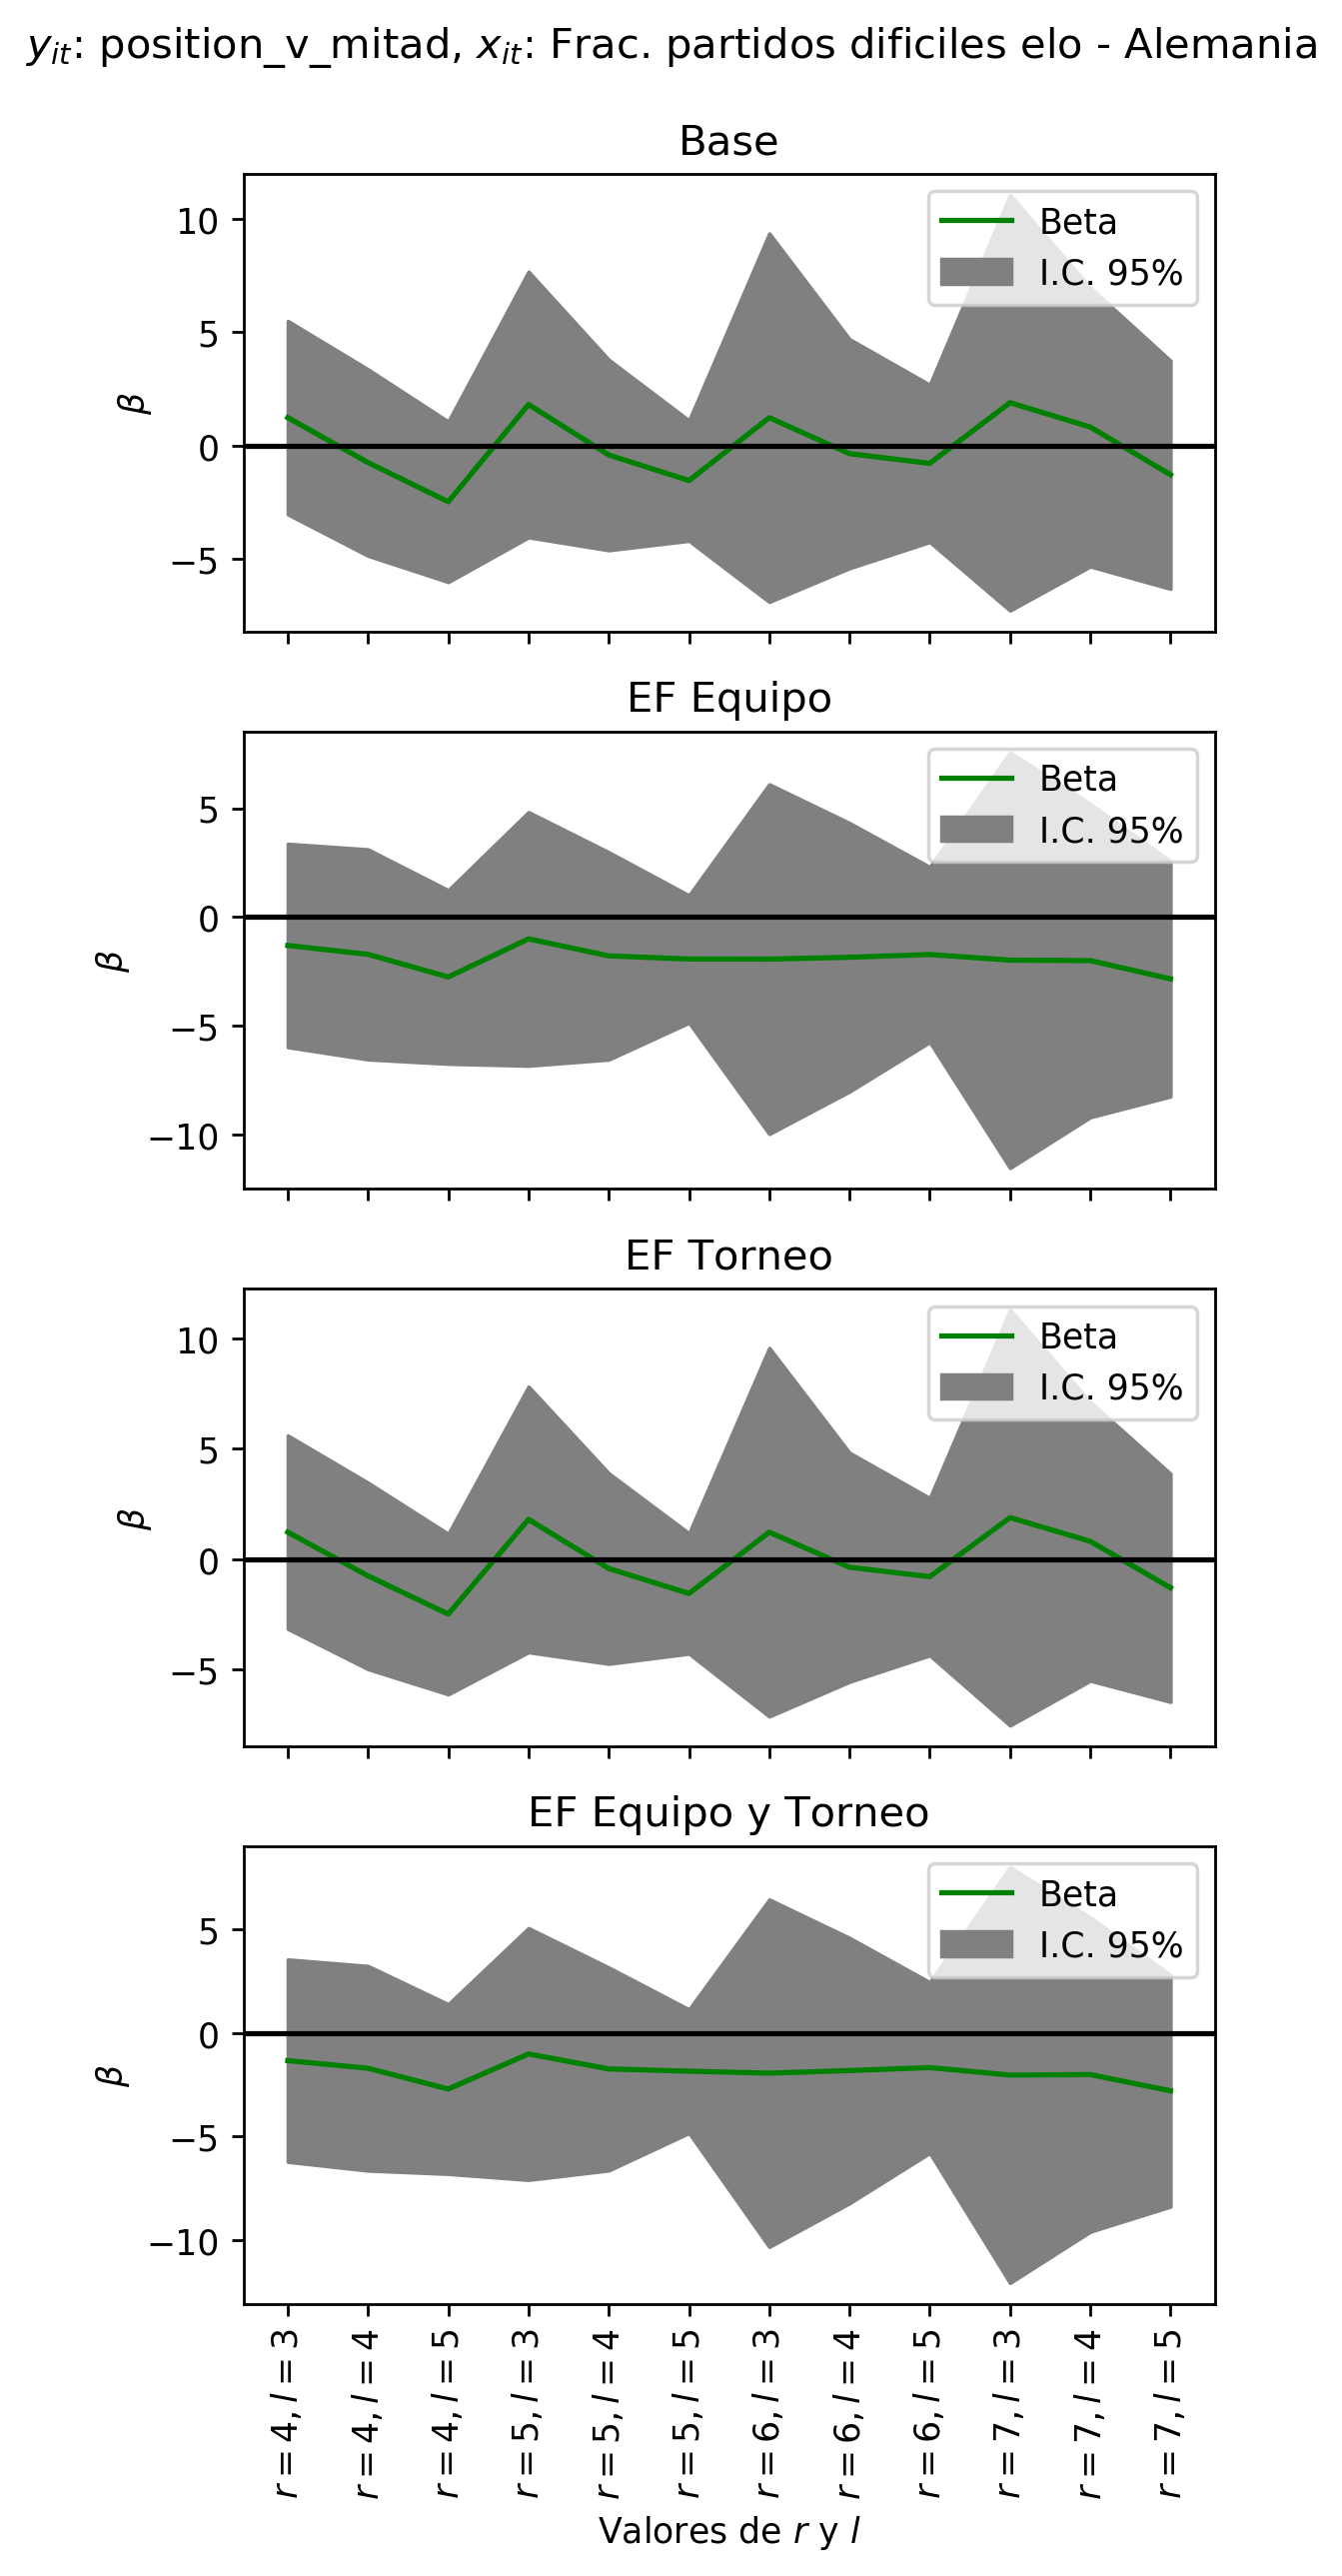 y_it: position_v_mitad, x_it: Frac. partidos dificiles elo - Alemania
Base
Beta
I.C. 95%
10
5
0
−5
β
EF Equipo
Beta
I.C. 95%
5
0
−5
−10
β
EF Torneo
Beta
I.C. 95%
10
5
0
−5
β
EF Equipo y Torneo
Beta
I.C. 95%
5
0
−5
−10
β
r = 4, l = 3
r = 4, l = 4
r = 4, l = 5
r = 5, l = 3
r = 5, l = 4
r = 5, l = 5
r = 6, l = 3
r = 6, l = 4
r = 6, l = 5
r = 7, l = 3
r = 7, l = 4
r = 7, l = 5
Valores de r y l